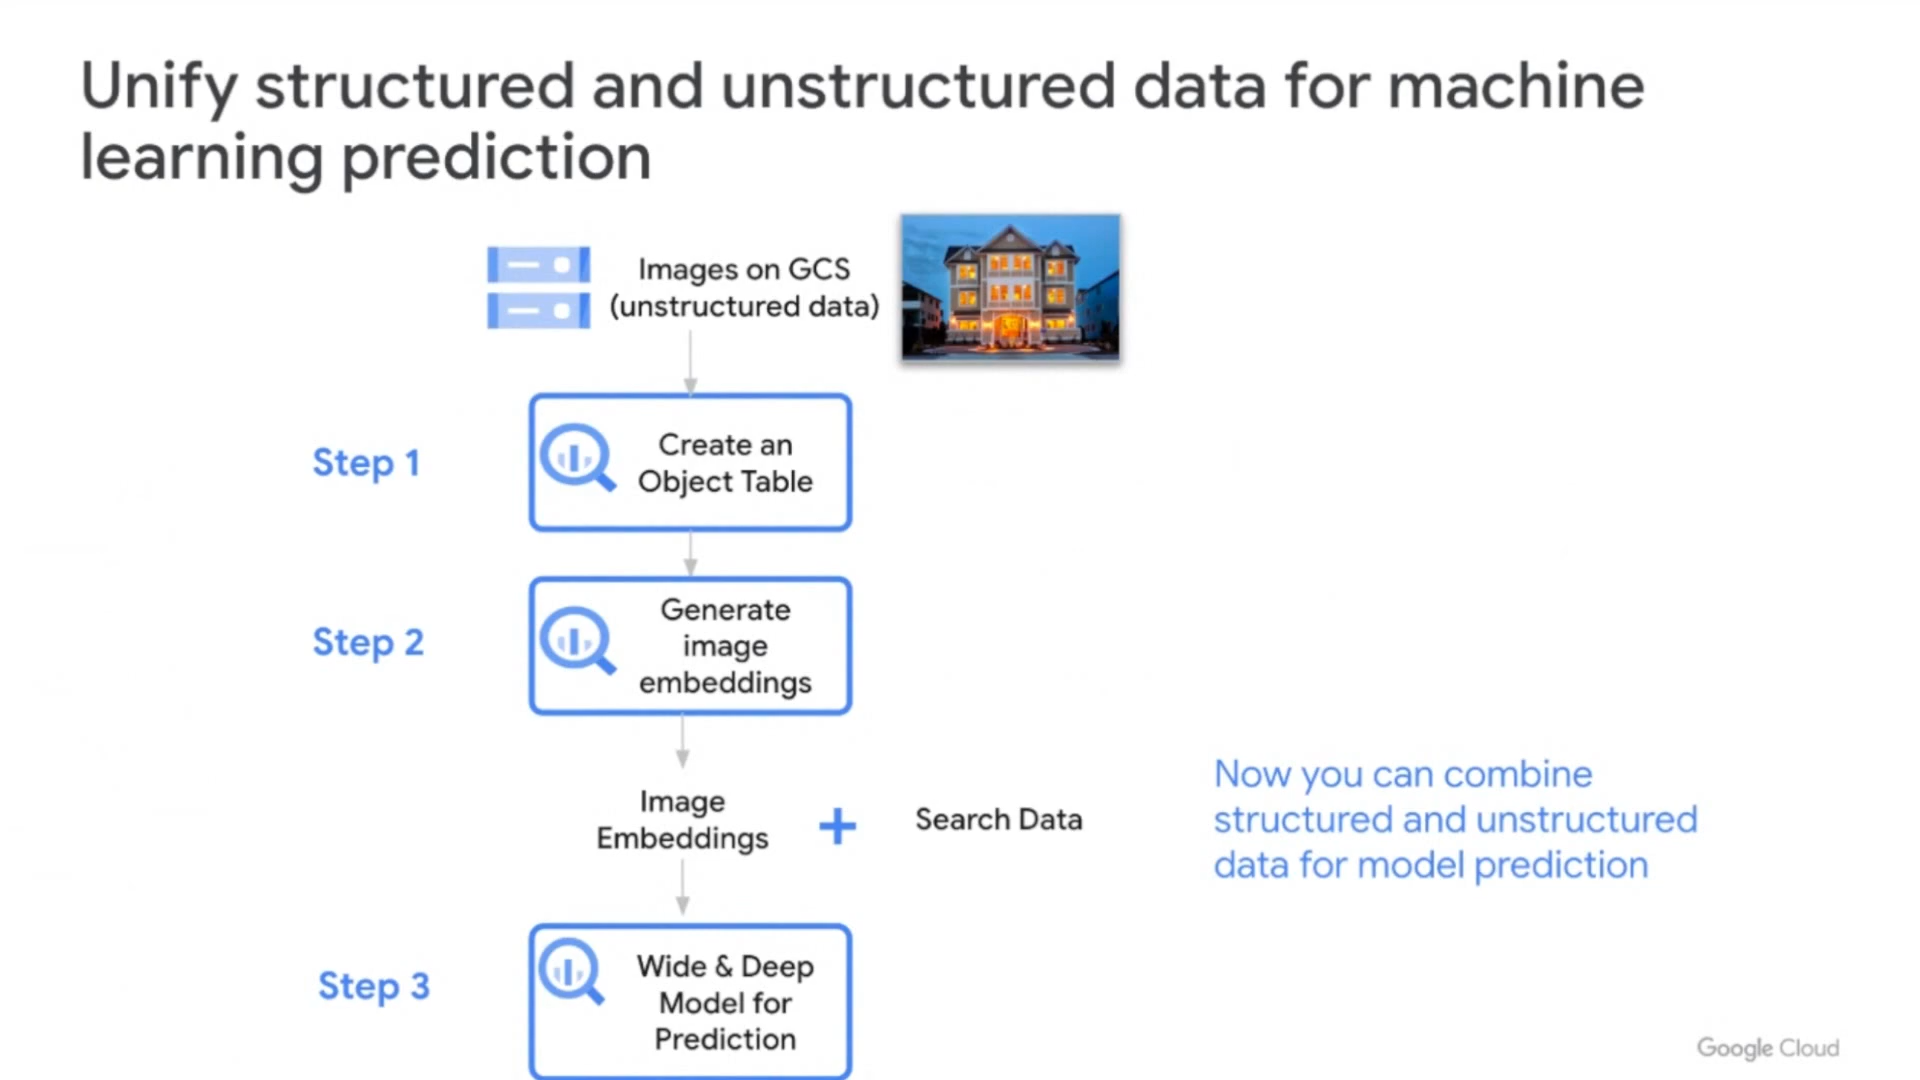 Unify structured and unstructured data for machine
learning prediction
Images on GCS
(unstructured data)
Step 1
Create an
Object Table
Step 2
Generate
image
embeddings
Image
Embeddings
+
Search Data
Now you can combine
structured and unstructured
data for model prediction
Step 3
Wide & Deep
Model for
Prediction
Google Cloud